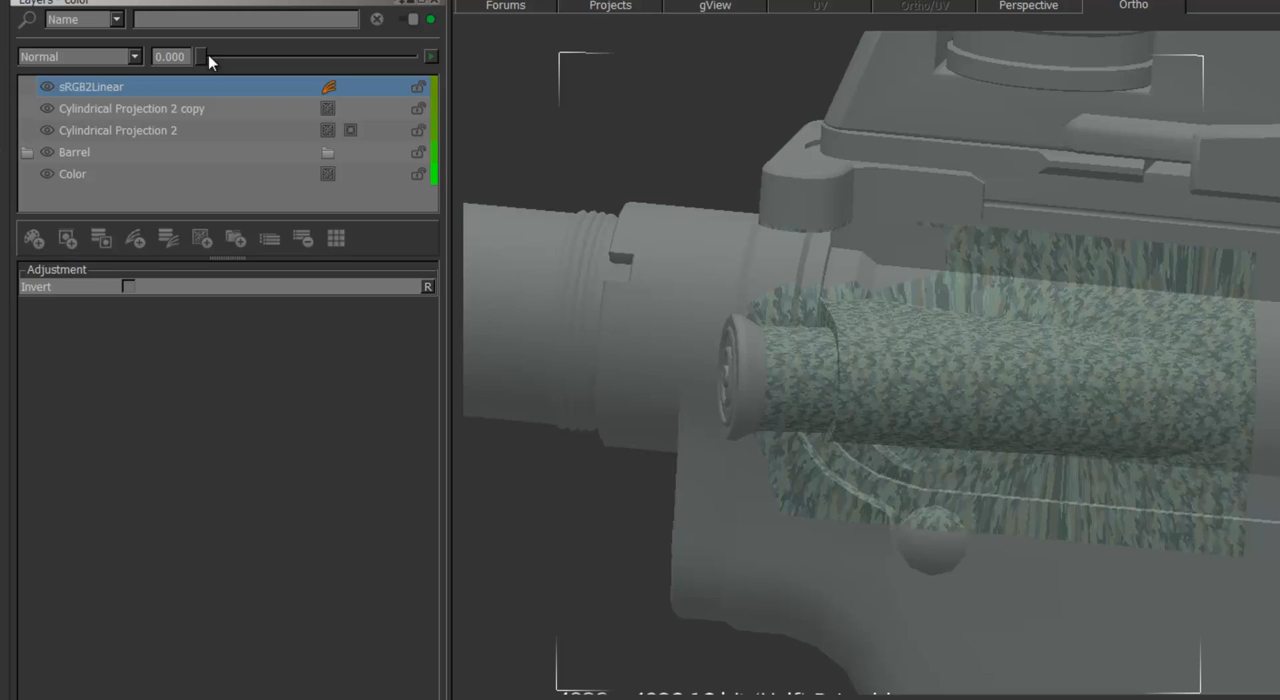 Layers - Color
Forums Projects gView UV Ortho/UV Perspective Ortho
Name
Normal 0.000
sRGB2Linear
Cylindrical Projection 2 copy
Cylindrical Projection 2
Barrel
Color
Adjustment
Invert R